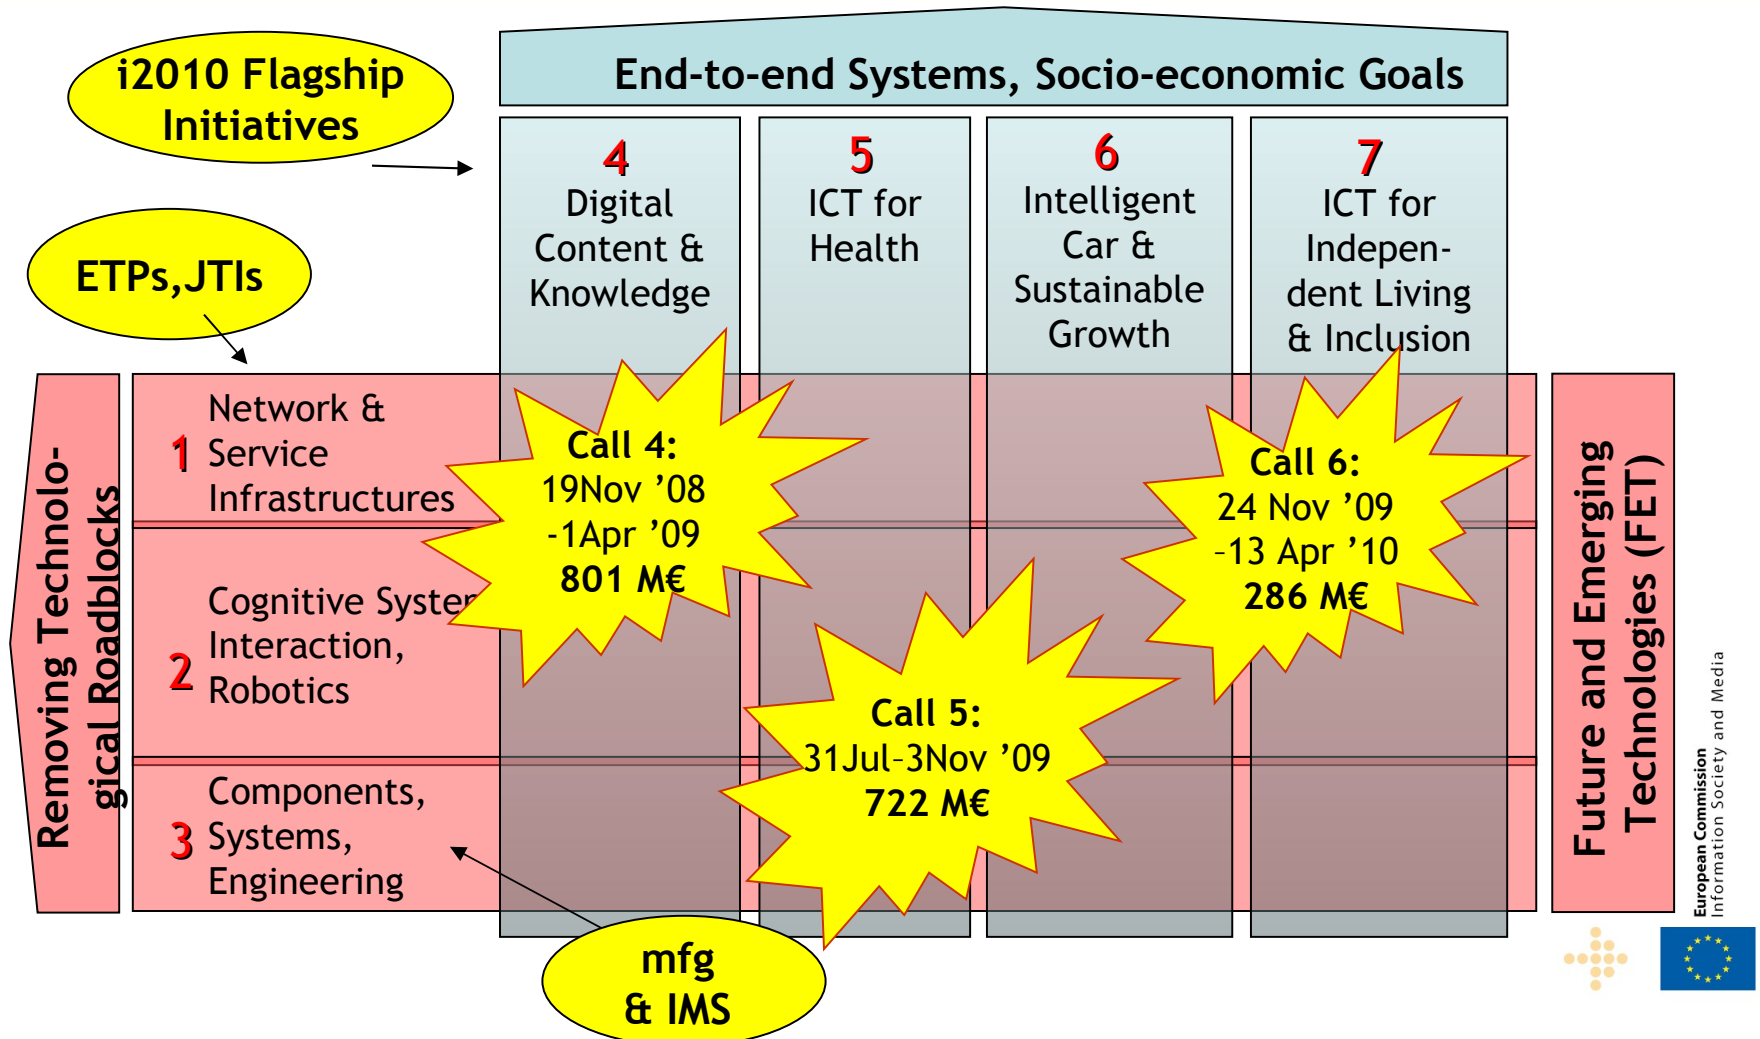 i2010 Flagship
Initiatives
End-to-end Systems, Socio-economic Goals
4
Digital
Content &
Knowledge
5
ICT for
Health
6
Intelligent
Car &
Sustainable
Growth
7
ICT for
Indepen-
dent Living
& Inclusion
ETPs,JTIs
Removing Technolo-
gical Roadblocks
1
Network &
Service
Infrastructures
2
Cognitive Syster
Interaction,
Robotics
3
Components,
Systems,
Engineering
Call 4:
19Nov ’08
-1Apr ’09
801 M€
Call 5:
31Jul–3Nov ’09
722 M€
Call 6:
24 Nov ’09
–13 Apr ’10
286 M€
mfg
& IMS
Future and Emerging
Technologies (FET)
European Commission
Information Society and Media